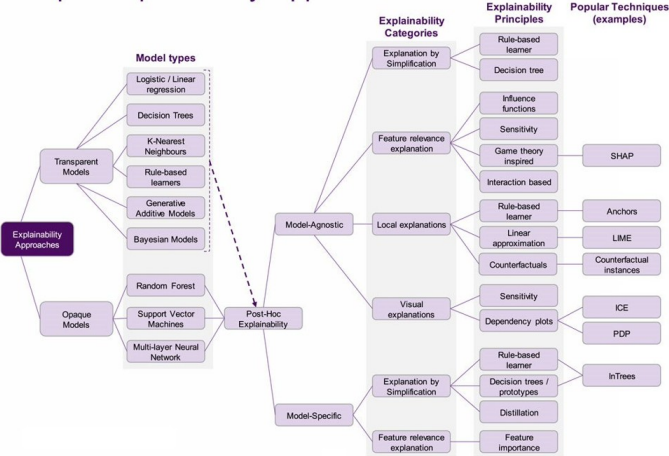 Explainability
Categories
Explainability
Principles
Popular Techniques
(examples)
Model types
Explainability
Approaches
Transparent
Models
Opaque
Models
Logistic / Linear
regression
Decision Trees
K-Nearest
Neighbours
Rule-based
learners
Generative
Additive Models
Bayesian Models
Random Forest
Support Vector
Machines
Multi-layer Neural
Network
Post-Hoc
Explainability
Model-Agnostic
Model-Specific
Explanation by
Simplification
Feature relevance
explanation
Local explanations
Visual
explanations
Explanation by
Simplification
Feature relevance
explanation
Rule-based
learner
Decision tree
Influence
functions
Sensitivity
Game theory
inspired
Interaction based
Rule-based
learner
Linear
approximation
Counterfactuals
Sensitivity
Dependency plots
Rule-based
learner
Decision trees /
prototypes
Distillation
Feature
importance
SHAP
Anchors
LIME
Counterfactual
instances
ICE
PDP
InTrees